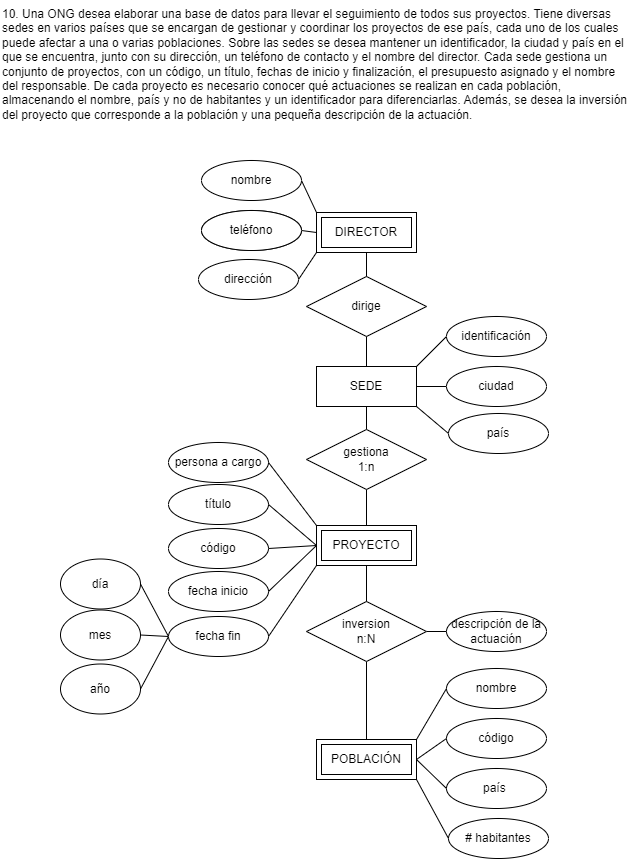 10. Una ONG desea elaborar una base de datos para llevar el seguimiento de todos sus proyectos. Tiene diversas
sedes en varios países que se encargan de gestionar y coordinar los proyectos de ese país, cada uno de los cuales
puede afectar a una o varias poblaciones. Sobre las sedes se desea mantener un identificador, la ciudad y país en el
que se encuentra, junto con su dirección, un teléfono de contacto y el nombre del director. Cada sede gestiona un
conjunto de proyectos, con un código, un título, fechas de inicio y finalización, el presupuesto asignado y el nombre
del responsable. De cada proyecto es necesario conocer qué actuaciones se realizan en cada población,
almacenando el nombre, país y no de habitantes y un identificador para diferenciarlas. Además, se desea la inversión
del proyecto que corresponde a la población y una pequeña descripción de la actuación.
nombre
teléfono
DIRECTOR
dirección
dirige
identificación
SEDE
ciudad
país
gestiona
1:n
persona a cargo
título
código
PROYECTO
fecha inicio
día
mes
fecha fin
año
inversion
n:N
descripción de la
actuación
nombre
código
POBLACIÓN
país
# habitantes